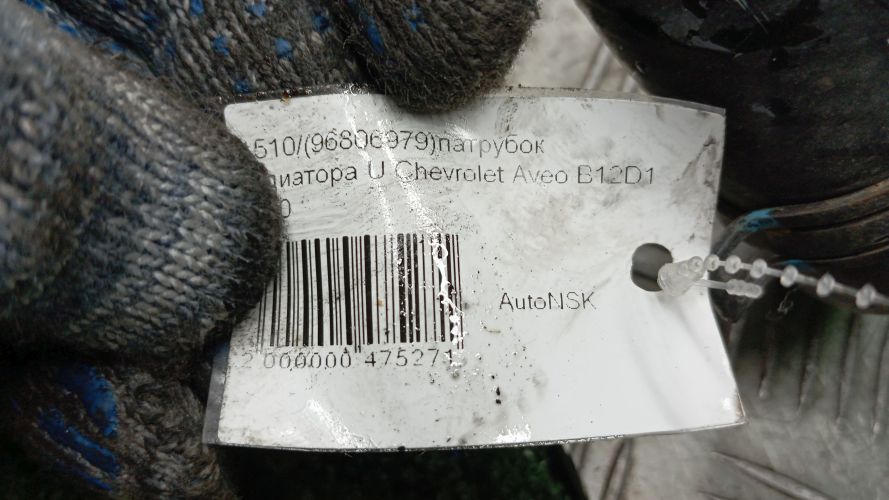 510/(96806979)патрубок
диатора U Chevrolet Aveo B12D1
0
AutoNSK
2 000000 475271